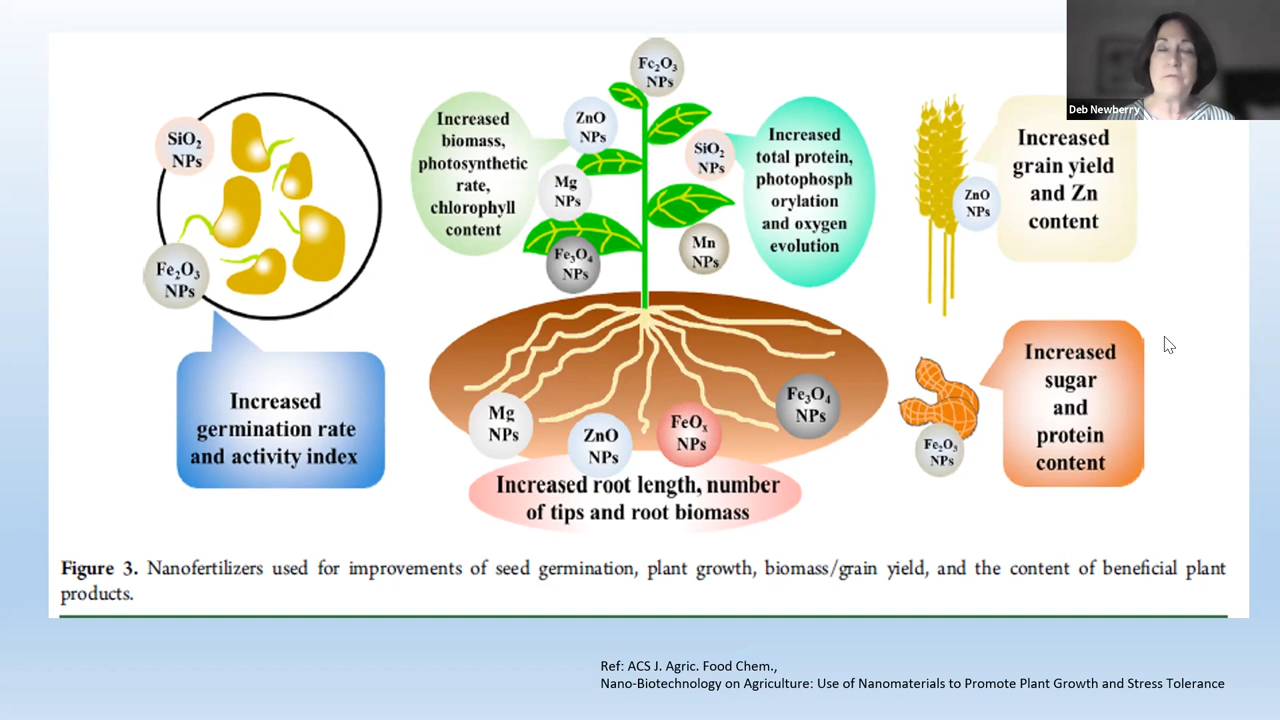 Deb Newberry
SiO₂
NPs
Fe₂O₃
NPs
Increased
germination rate
and activity index
Increased
biomass,
photosynthetic
rate,
chlorophyll
content
Fe₂O₃
NPs
ZnO
NPs
Mg
NPs
Fe₃O₄
NPs
SiO₂
NPs
Mn
NPs
Increased
total protein,
photophosph
orylation
and oxygen
evolution
Mg
NPs
ZnO
NPs
FeOₓ
NPs
Fe₃O₄
NPs
Increased root length, number
of tips and root biomass
ZnO
NPs
Increased
grain yield
and Zn
content
Fe₂O₃
NPs
Increased
sugar
and
protein
content
Figure 3. Nanofertilizers used for improvements of seed germination, plant growth, biomass/grain yield, and the content of beneficial plant
products.
Ref: ACS J. Agric. Food Chem.,
Nano-Biotechnology on Agriculture: Use of Nanomaterials to Promote Plant Growth and Stress Tolerance